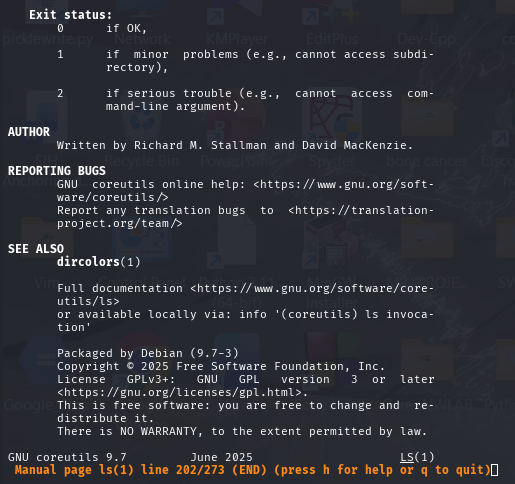 Exit status:
0 if OK,
1 if minor problems (e.g., cannot access subdi-
rectory),
2 if serious trouble (e.g., cannot access com-
mand-line argument).
AUTHOR
Written by Richard M. Stallman and David MacKenzie.
REPORTING BUGS
GNU coreutils online help: <https://www.gnu.org/soft-
ware/coreutils/>
Report any translation bugs to <https://translation-
project.org/team/>
SEE ALSO
dircolors(1)
Full documentation <https://www.gnu.org/software/core-
utils/ls>
or available locally via: info '(coreutils) ls invoca-
tion'
Packaged by Debian (9.7-3)
Copyright © 2025 Free Software Foundation, Inc.
License GPLv3+: GNU GPL version 3 or later
<https://gnu.org/licenses/gpl.html>.
This is free software: you are free to change and re-
distribute it.
There is NO WARRANTY, to the extent permitted by law.
GNU coreutils 9.7 June 2025 LS(1)
Manual page ls(1) line 202/273 (END) (press h for help or q to quit)